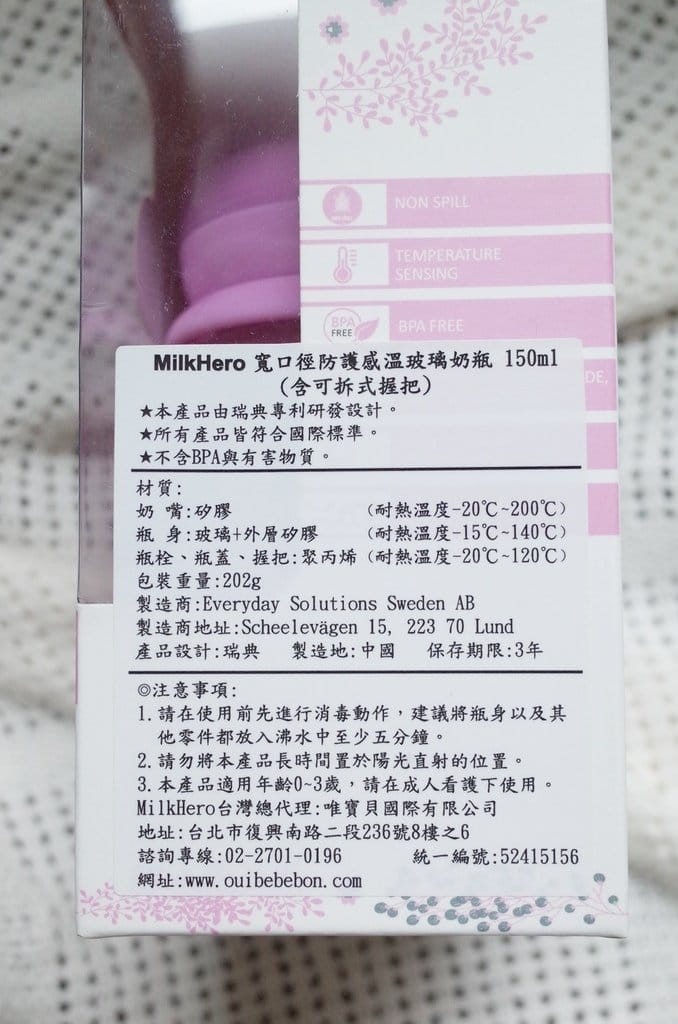 NON SPILL
TEMPERATURE
SENSING
BPA
FREE
BPA FREE
DE,
MilkHero 寬口徑防護感溫玻璃奶瓶 150ml
(含可拆式握把)
★本產品由瑞典專利研發設計。
★所有產品皆符合國際標準。
★不含BPA與有害物質。
材質:
奶 嘴:矽膠 (耐熱溫度-20℃~200℃)
瓶 身:玻璃+外層矽膠 (耐熱溫度-15℃~140℃)
瓶栓、瓶蓋、握把:聚丙烯(耐熱溫度-20℃~120℃)
包裝重量:202g
製造商:Everyday Solutions Sweden AB
製造商地址:Scheelevägen 15, 223 70 Lund
產品設計:瑞典 製造地:中國 保存期限:3年
◎注意事項:
1.請在使用前先進行消毒動作，建議將瓶身以及其
他零件都放入沸水中至少五分鐘。
2.請勿將本產品長時間置於陽光直射的位置。
3.本產品適用年齡0~3歲，請在成人看護下使用。
MilkHero台灣總代理:唯寶貝國際有限公司
地址:台北市復興南路二段236號8樓之6
諮詢專線:02-2701-0196 統一編號:52415156
網址:www.ouibebebon.com